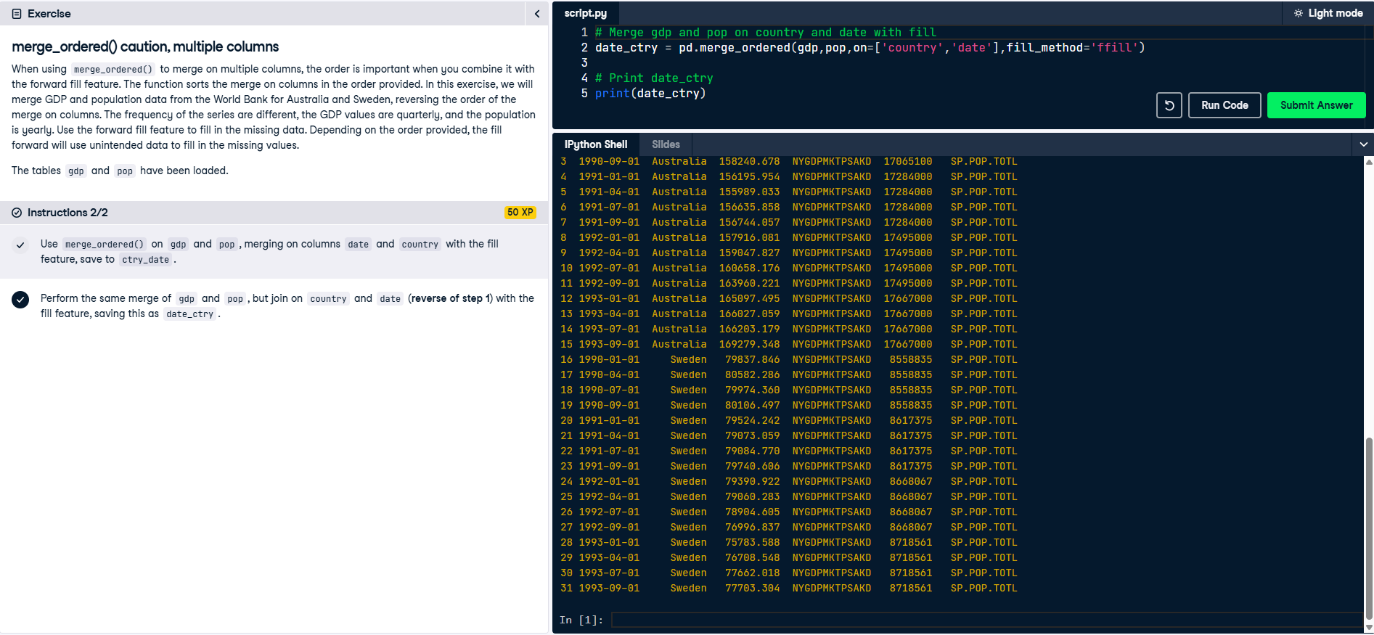 Exercise
merge_ordered() caution, multiple columns
When using merge_ordered() to merge on multiple columns, the order is important when you combine it with
the forward fill feature. The function sorts the merge on columns in the order provided. In this exercise, we will
merge GDP and population data from the World Bank for Australia and Sweden, reversing the order of the
merge on columns. The frequency of the series are different, the GDP values are quarterly, and the population
is yearly. Use the forward fill feature to fill in the missing data. Depending on the order provided, the fill
forward will use unintended data to fill in the missing values.
The tables gdp and pop have been loaded.
Instructions 2/2
50 XP
Use merge_ordered() on gdp and pop, merging on columns date and country with the fill
feature, save to ctry_date.
Perform the same merge of gdp and pop, but join on country and date (reverse of step 1) with the
fill feature, saving this as date_ctry.
script.py
Light mode
1 # Merge gdp and pop on country and date with fill
2 date_ctry = pd.merge_ordered(gdp,pop,on=['country','date'],fill_method='ffill')
3
4 # Print date_ctry
5 print(date_ctry)
Run Code
Submit Answer
IPython Shell
Slides
3 1990-09-01 Australia 158240.678 NYGDPMKTPSAKD 17065100 SP.POP.TOTL
4 1991-01-01 Australia 156195.954 NYGDPMKTPSAKD 17284000 SP.POP.TOTL
5 1991-04-01 Australia 155989.033 NYGDPMKTPSAKD 17284000 SP.POP.TOTL
6 1991-07-01 Australia 156635.858 NYGDPMKTPSAKD 17284000 SP.POP.TOTL
7 1991-09-01 Australia 156744.057 NYGDPMKTPSAKD 17284000 SP.POP.TOTL
8 1992-01-01 Australia 157916.081 NYGDPMKTPSAKD 17495000 SP.POP.TOTL
9 1992-04-01 Australia 159047.827 NYGDPMKTPSAKD 17495000 SP.POP.TOTL
10 1992-07-01 Australia 160658.176 NYGDPMKTPSAKD 17495000 SP.POP.TOTL
11 1992-09-01 Australia 163960.221 NYGDPMKTPSAKD 17495000 SP.POP.TOTL
12 1993-01-01 Australia 165097.495 NYGDPMKTPSAKD 17667000 SP.POP.TOTL
13 1993-04-01 Australia 166027.059 NYGDPMKTPSAKD 17667000 SP.POP.TOTL
14 1993-07-01 Australia 166203.179 NYGDPMKTPSAKD 17667000 SP.POP.TOTL
15 1993-09-01 Australia 169279.348 NYGDPMKTPSAKD 17667000 SP.POP.TOTL
16 1990-01-01 Sweden 79837.846 NYGDPMKTPSAKD 8558835 SP.POP.TOTL
17 1990-04-01 Sweden 80582.286 NYGDPMKTPSAKD 8558835 SP.POP.TOTL
18 1990-07-01 Sweden 79974.360 NYGDPMKTPSAKD 8558835 SP.POP.TOTL
19 1990-09-01 Sweden 80106.497 NYGDPMKTPSAKD 8558835 SP.POP.TOTL
20 1991-01-01 Sweden 79524.242 NYGDPMKTPSAKD 8617375 SP.POP.TOTL
21 1991-04-01 Sweden 79073.059 NYGDPMKTPSAKD 8617375 SP.POP.TOTL
22 1991-07-01 Sweden 79084.770 NYGDPMKTPSAKD 8617375 SP.POP.TOTL
23 1991-09-01 Sweden 79740.606 NYGDPMKTPSAKD 8617375 SP.POP.TOTL
24 1992-01-01 Sweden 79390.922 NYGDPMKTPSAKD 8668067 SP.POP.TOTL
25 1992-04-01 Sweden 79060.283 NYGDPMKTPSAKD 8668067 SP.POP.TOTL
26 1992-07-01 Sweden 78904.605 NYGDPMKTPSAKD 8668067 SP.POP.TOTL
27 1992-09-01 Sweden 76996.837 NYGDPMKTPSAKD 8668067 SP.POP.TOTL
28 1993-01-01 Sweden 75783.588 NYGDPMKTPSAKD 8718561 SP.POP.TOTL
29 1993-04-01 Sweden 76708.548 NYGDPMKTPSAKD 8718561 SP.POP.TOTL
30 1993-07-01 Sweden 77662.018 NYGDPMKTPSAKD 8718561 SP.POP.TOTL
31 1993-09-01 Sweden 77703.304 NYGDPMKTPSAKD 8718561 SP.POP.TOTL
In [1]: